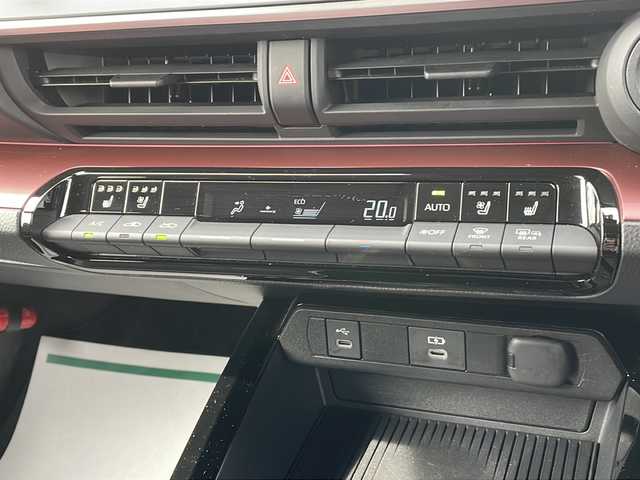 ECO
20.0
AUTO
A/C
OFF
FRONT
REAR